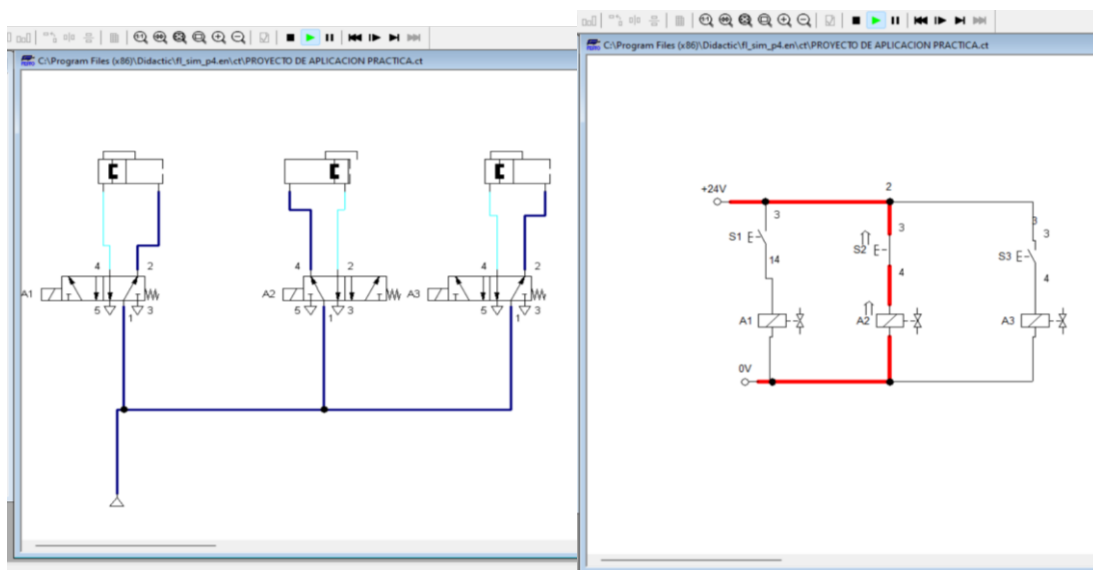 C:\Program Files (x86)\Didactic\fl_sim_p4.en\ct\PROYECTO DE APLICACION PRACTICA.ct
4
2
A1
5
1
3
4
2
A2
5
1
3
4
2
A3
5
1
3
C:\Program Files (x86)\Didactic\fl_sim_p4.en\ct\PROYECTO DE APLICACION PRACTICA.ct
+24V
2
3
S1
14
A1
3
S2
4
A2
3
3
S3
4
A3
0V